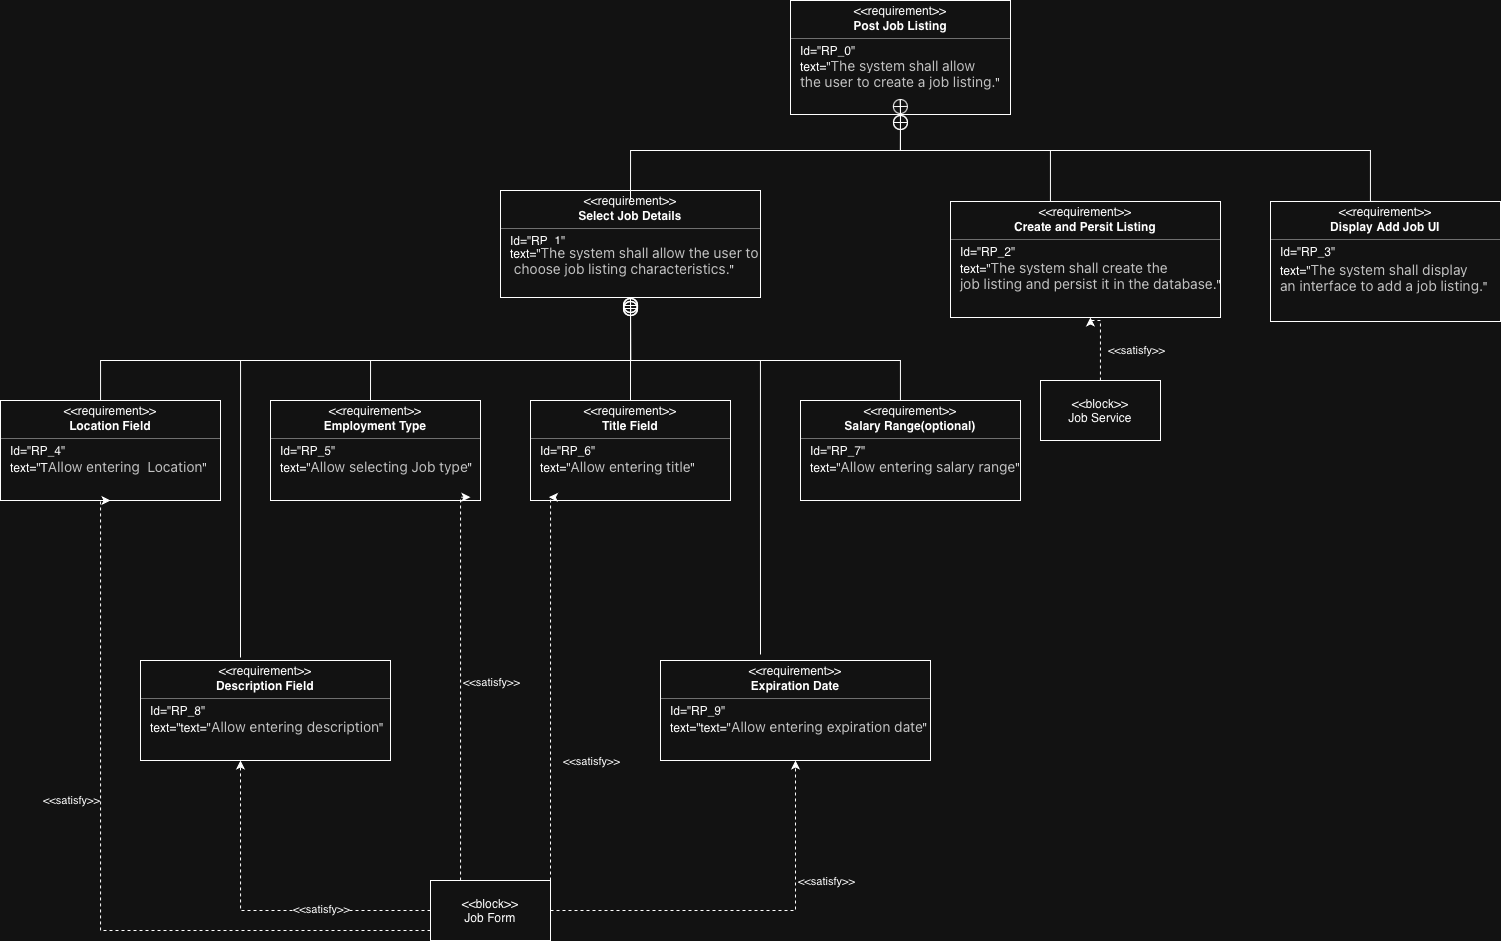 <<requirement>>
Post Job Listing
Id="RP_0"
text="The system shall allow
the user to create a job listing."
<<requirement>>
Select Job Details
Id="RP_1"
text="The system shall allow the user to
choose job listing characteristics."
<<requirement>>
Create and Persit Listing
Id="RP_2"
text="The system shall create the
job listing and persist it in the database."
<<requirement>>
Display Add Job UI
Id="RP_3"
text="The system shall display
an interface to add a job listing."
<<satisfy>>
<<block>>
Job Service
<<requirement>>
Location Field
Id="RP_4"
text="TAllow entering  Location"
<<requirement>>
Employment Type
Id="RP_5"
text="Allow selecting Job type"
<<requirement>>
Title Field
Id="RP_6"
text="Allow entering title"
<<requirement>>
Salary Range(optional)
Id="RP_7"
text="Allow entering salary range"
<<requirement>>
Description Field
Id="RP_8"
text="text="Allow entering description"
<<satisfy>>
<<requirement>>
Expiration Date
Id="RP_9"
text="text="Allow entering expiration date"
<<satisfy>>
<<satisfy>>
<<satisfy>>
<<satisfy>>
<<block>>
Job Form